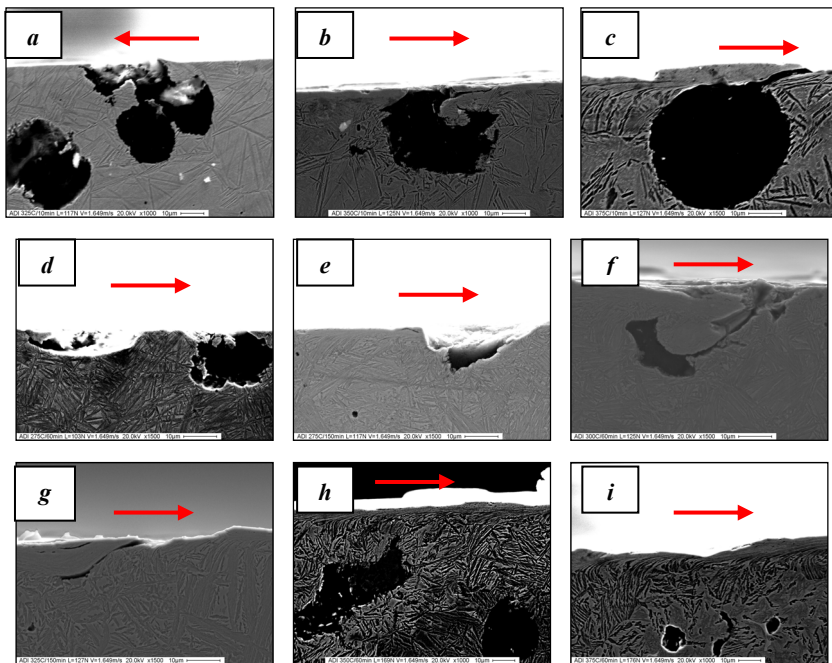 a
b
c
ADI 325C/10min L=117N V=1.649m/s 20.0kV x1000 10µm
ADI 350C/10min L=125N V=1.649m/s 20.0kV x1000 10µm
ADI 375C/10min L=127N V=1.649m/s 20.0kV x1500 10µm
d
e
f
ADI 275C/60min L=103N V=1.649m/s 20.0kV x1500 10µm
ADI 275C/150min L=117N V=1.649m/s 20.0kV x1500 10µm
ADI 300C/60min L=125N V=1.649m/s 20.0kV x1500 10µm
g
h
i
ADI 325C/150min L=127N V=1.649m/s 20.0kV x1500 10µm
ADI 350C/60min L=169N V=1.649m/s 20.0kV x1000 10µm
ADI 375C/60min L=176N V=1.649m/s 20.0kV x1000 10µm